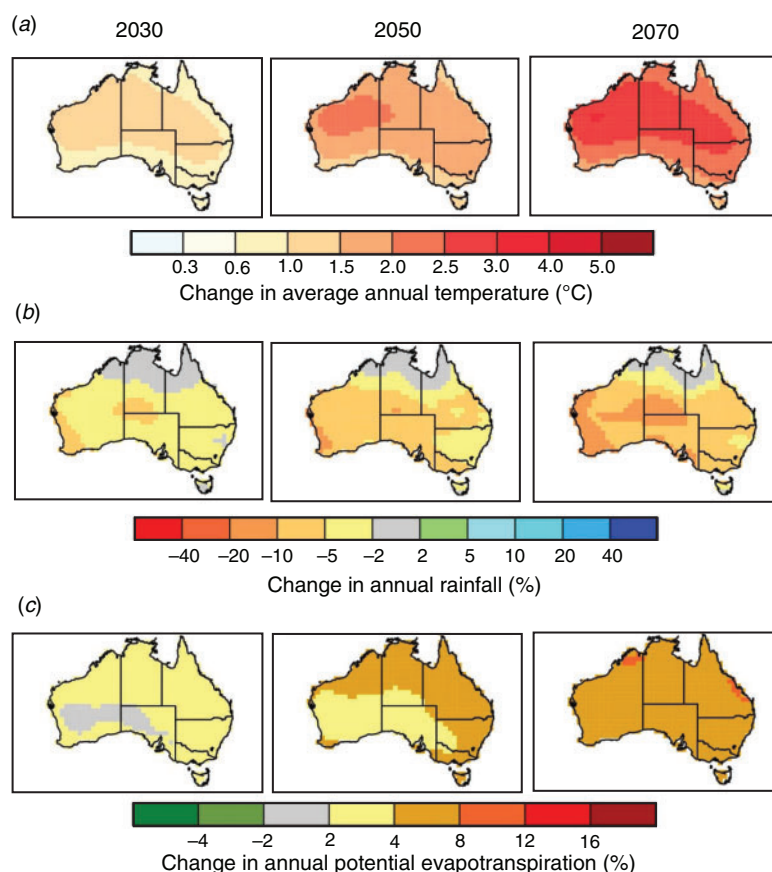 (a)
2030 2050 2070
0.3 0.6 1.0 1.5 2.0 2.5 3.0 4.0 5.0
Change in average annual temperature (°C)
(b)
–40 –20 –10 –5 –2 2 5 10 20 40
Change in annual rainfall (%)
(c)
–4 –2 2 4 8 12 16
Change in annual potential evapotranspiration (%)